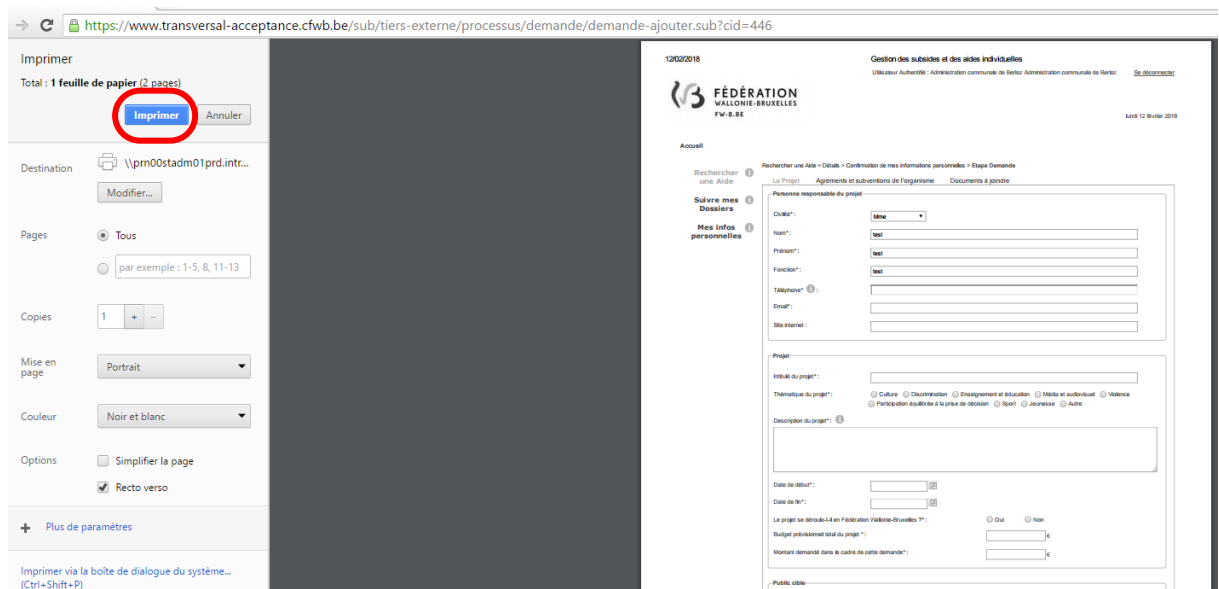 https://www.transversal-acceptance.cfwb.be/sub/tiers-externe/processus/demande/demande-ajouter.sub?cid=446
Imprimer
Total : 1 feuille de papier (2 pages)
Imprimer Annuler
Destination \\prn00stadm01prd.intr...
Modifier...
Pages Tous
par exemple : 1-5, 8, 11-13
Copies 1 + −
Mise en page Portrait
Couleur Noir et blanc
Options Simplifier la page
Recto verso
+ Plus de paramètres
Imprimer via la boîte de dialogue du système...
(Ctrl+Shift+P)
12/02/2018 Gestion des subsides et des aides individuelles
Utilisateur Authentifié : Administration communale de Bertoz Administration communale de Bertoz Se déconnecter
FÉDÉRATION
WALLONIE-BRUXELLES
FW-B.BE
lundi 12 février 2018
Accueil
Rechercher une Aide
Suivre mes Dossiers
Mes infos personnelles
Rechercher une Aide > Détails > Confirmation de mes informations personnelles > Etape Demande
Le Projet Agréments et subventions de l'organisme Documents à joindre
Personne responsable du projet
Civilité* : Mme
Nom* : test
Prénom* : test
Fonction* : test
Téléphone* :
Email* :
Site internet :
Projet
Intitulé du projet* :
Thématique du projet* : Culture Discrimination Enseignement et éducation Média et audiovisuel Violence
Participation équilibrée à la prise de décision Sport Jeunesse Autre
Description du projet* :
Date de début* :
Date de fin* :
Le projet se déroule-t-il en Fédération Wallonie-Bruxelles ?* : Oui Non
Budget prévisionnel total du projet * : €
Montant demandé dans le cadre de cette demande* : €
Public cible